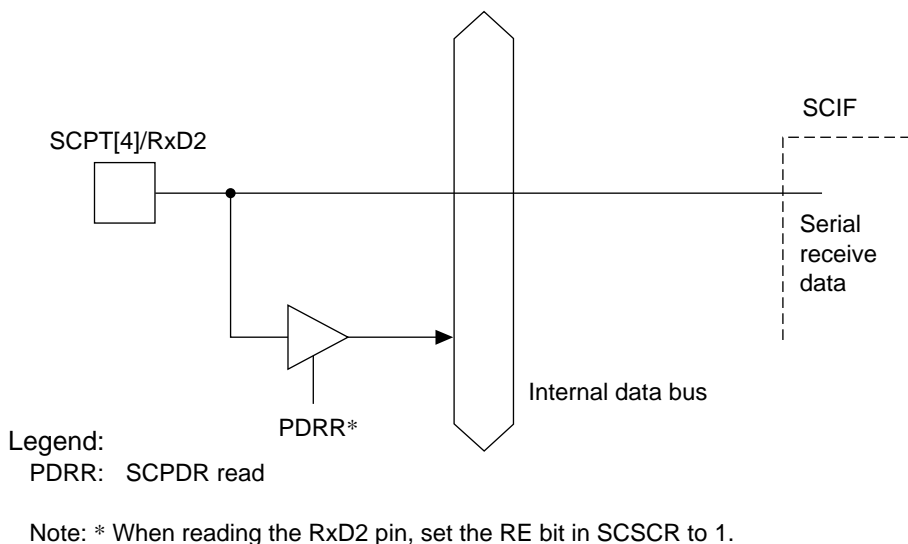 SCIF
SCPT[4]/RxD2
Serial
receive
data
Internal data bus
PDRR*
Legend:
PDRR: SCPDR read
Note: * When reading the RxD2 pin, set the RE bit in SCSCR to 1.